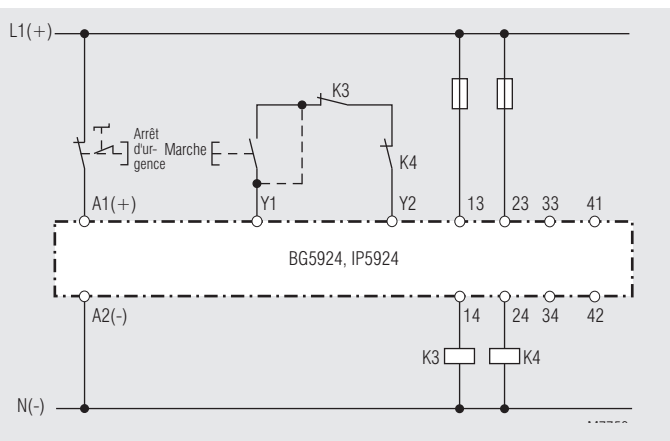 L1(+)
K3
Arrêt
d'ur-
gence
Marche
K4
A1(+)
Y1
Y2
13
23
33
41
BG5924, IP5924
A2(-)
14
24
34
42
K3
K4
N(-)